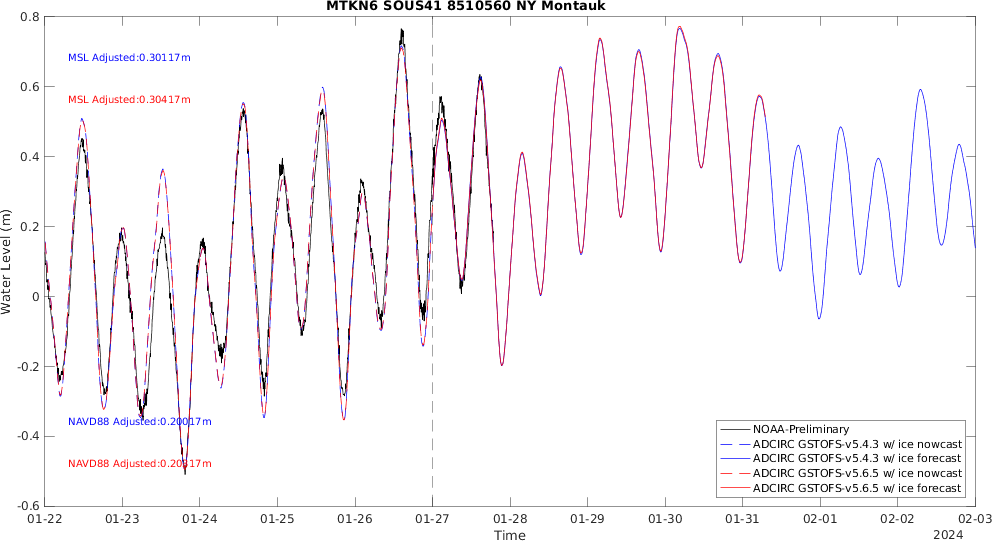 MTKN6 SOUS41 8510560 NY Montauk
0.8
MSL Adjusted:0.30117m
0.6
MSL Adjusted:0.30417m
0.4
0.2
Water Level (m)
0
-0.2
NAVD88 Adjusted:0.20017m
-0.4
NAVD88 Adjusted:0.20317m
-0.6
NOAA-Preliminary
ADCIRC GSTOFS-v5.4.3 w/ ice nowcast
ADCIRC GSTOFS-v5.4.3 w/ ice forecast
ADCIRC GSTOFS-v5.6.5 w/ ice nowcast
ADCIRC GSTOFS-v5.6.5 w/ ice forecast
01-22 01-23 01-24 01-25 01-26 01-27 01-28 01-29 01-30 01-31 02-01 02-02 02-03
Time
2024